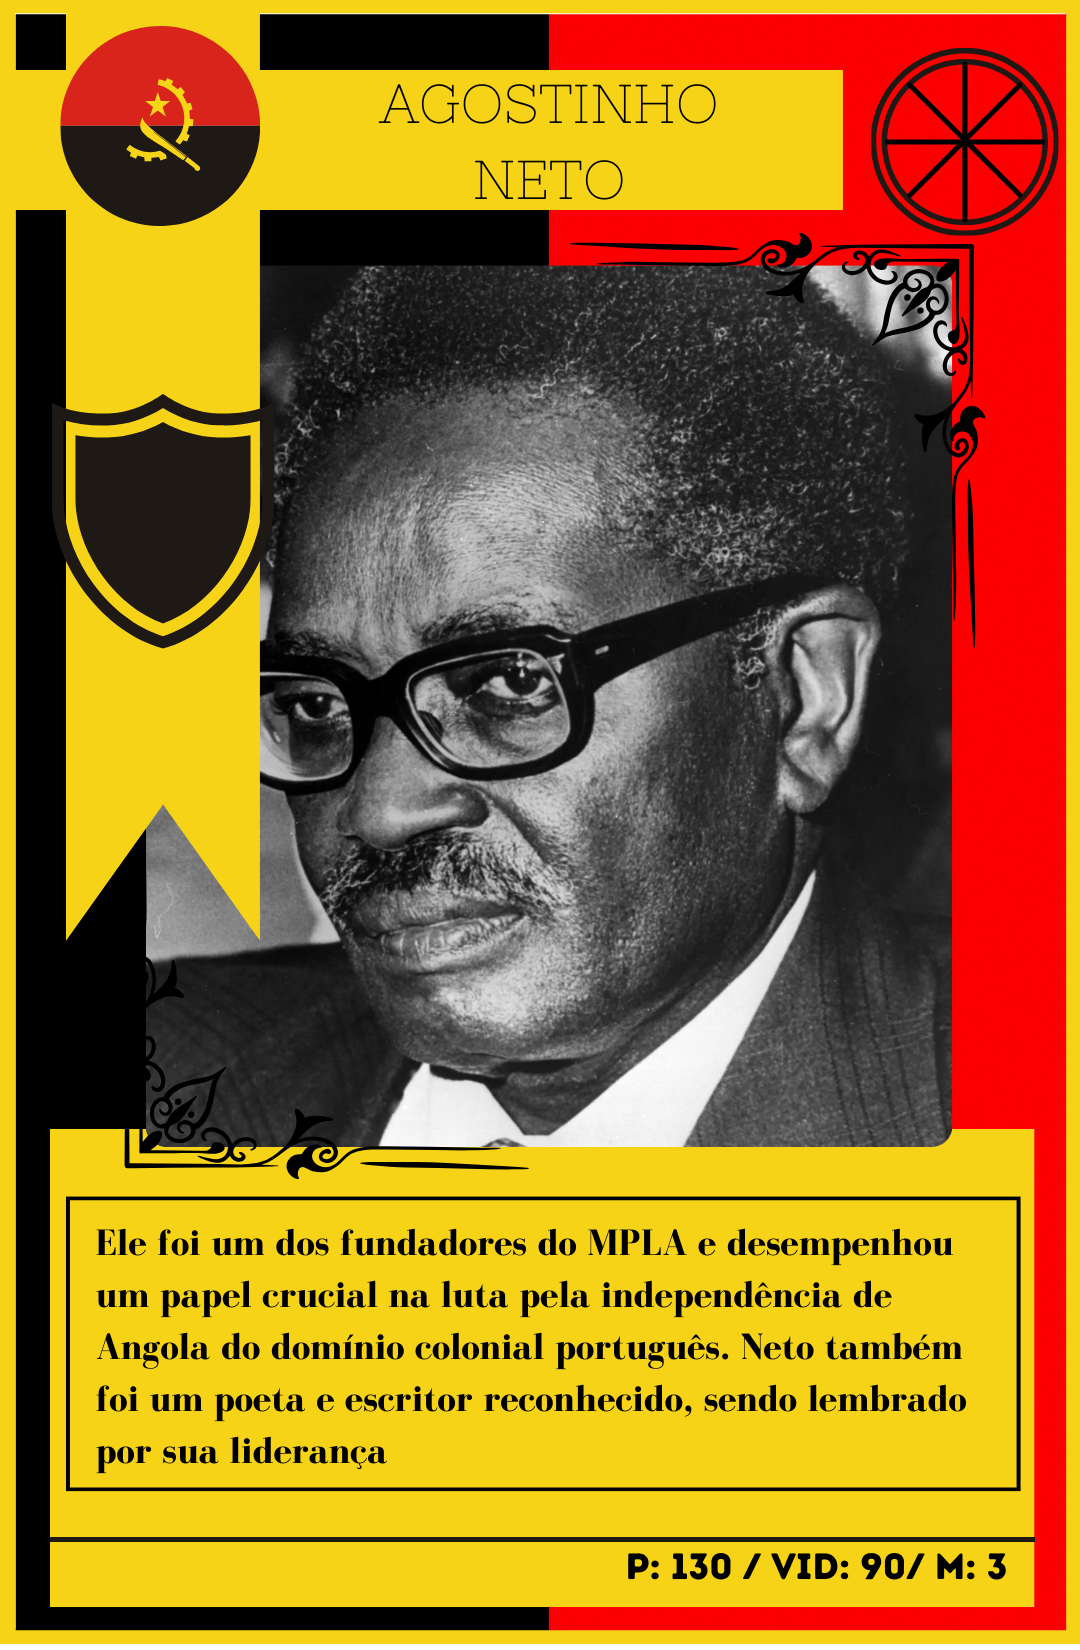 AGOSTINHO
NETO
Ele foi um dos fundadores do MPLA e desempenhou
um papel crucial na luta pela independência de
Angola do domínio colonial português. Neto também
foi um poeta e escritor reconhecido, sendo lembrado
por sua liderança
P: 130 / VID: 90/ M: 3